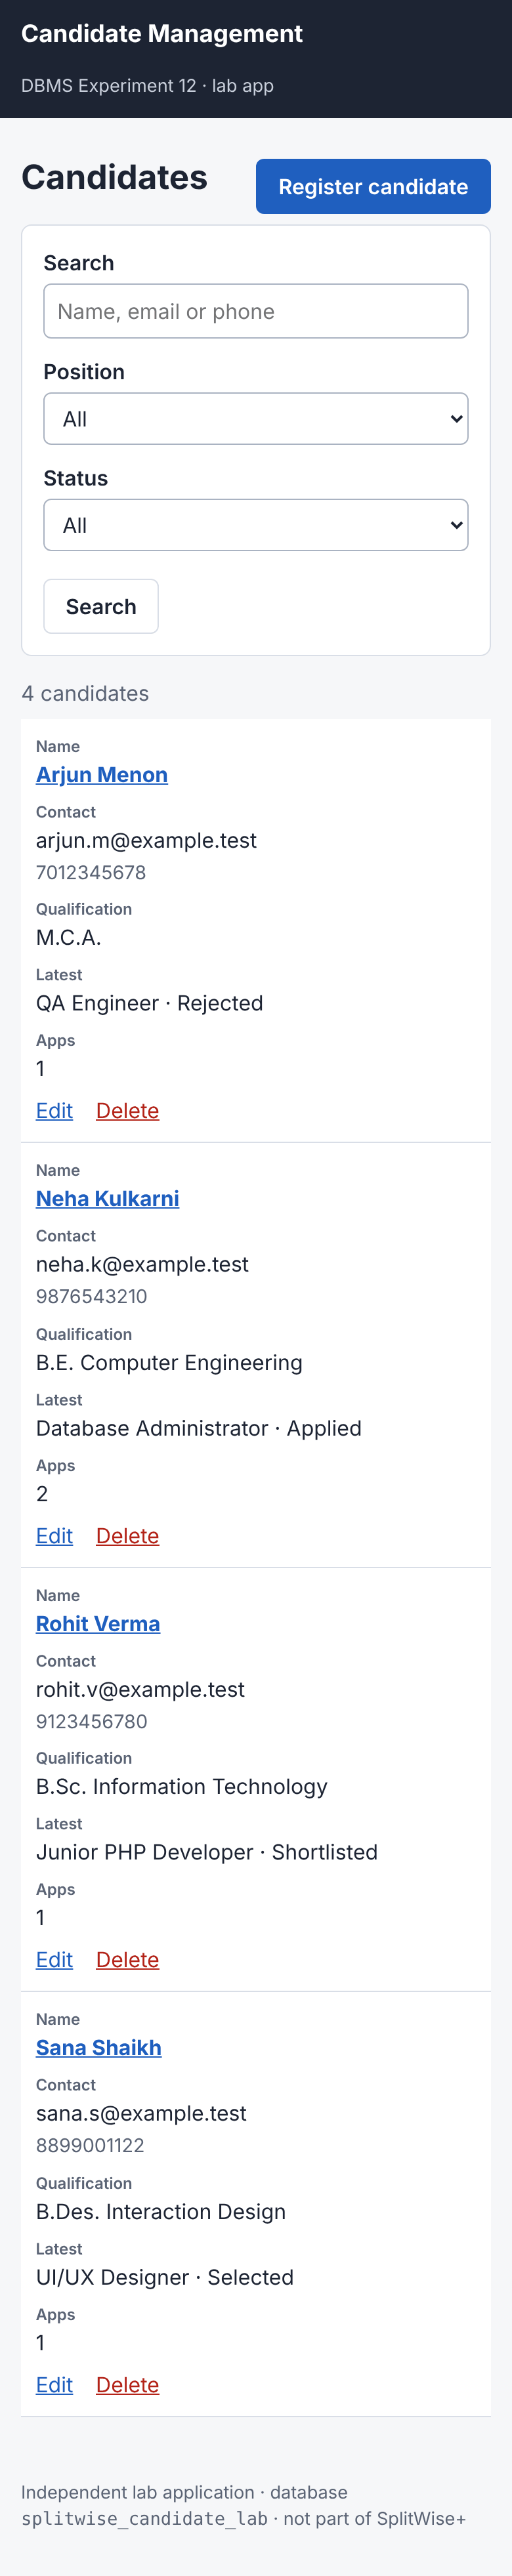 Candidate Management
DBMS Experiment 12 · lab app
Candidates
Register candidate
Search
Name, email or phone
Position
All
Status
All
Search
4 candidates
Name
Arjun Menon
Contact
arjun.m@example.test
7012345678
Qualification
M.C.A.
Latest
QA Engineer · Rejected
Apps
1
Edit Delete
Name
Neha Kulkarni
Contact
neha.k@example.test
9876543210
Qualification
B.E. Computer Engineering
Latest
Database Administrator · Applied
Apps
2
Edit Delete
Name
Rohit Verma
Contact
rohit.v@example.test
9123456780
Qualification
B.Sc. Information Technology
Latest
Junior PHP Developer · Shortlisted
Apps
1
Edit Delete
Name
Sana Shaikh
Contact
sana.s@example.test
8899001122
Qualification
B.Des. Interaction Design
Latest
UI/UX Designer · Selected
Apps
1
Edit Delete
Independent lab application · database
splitwise_candidate_lab · not part of SplitWise+